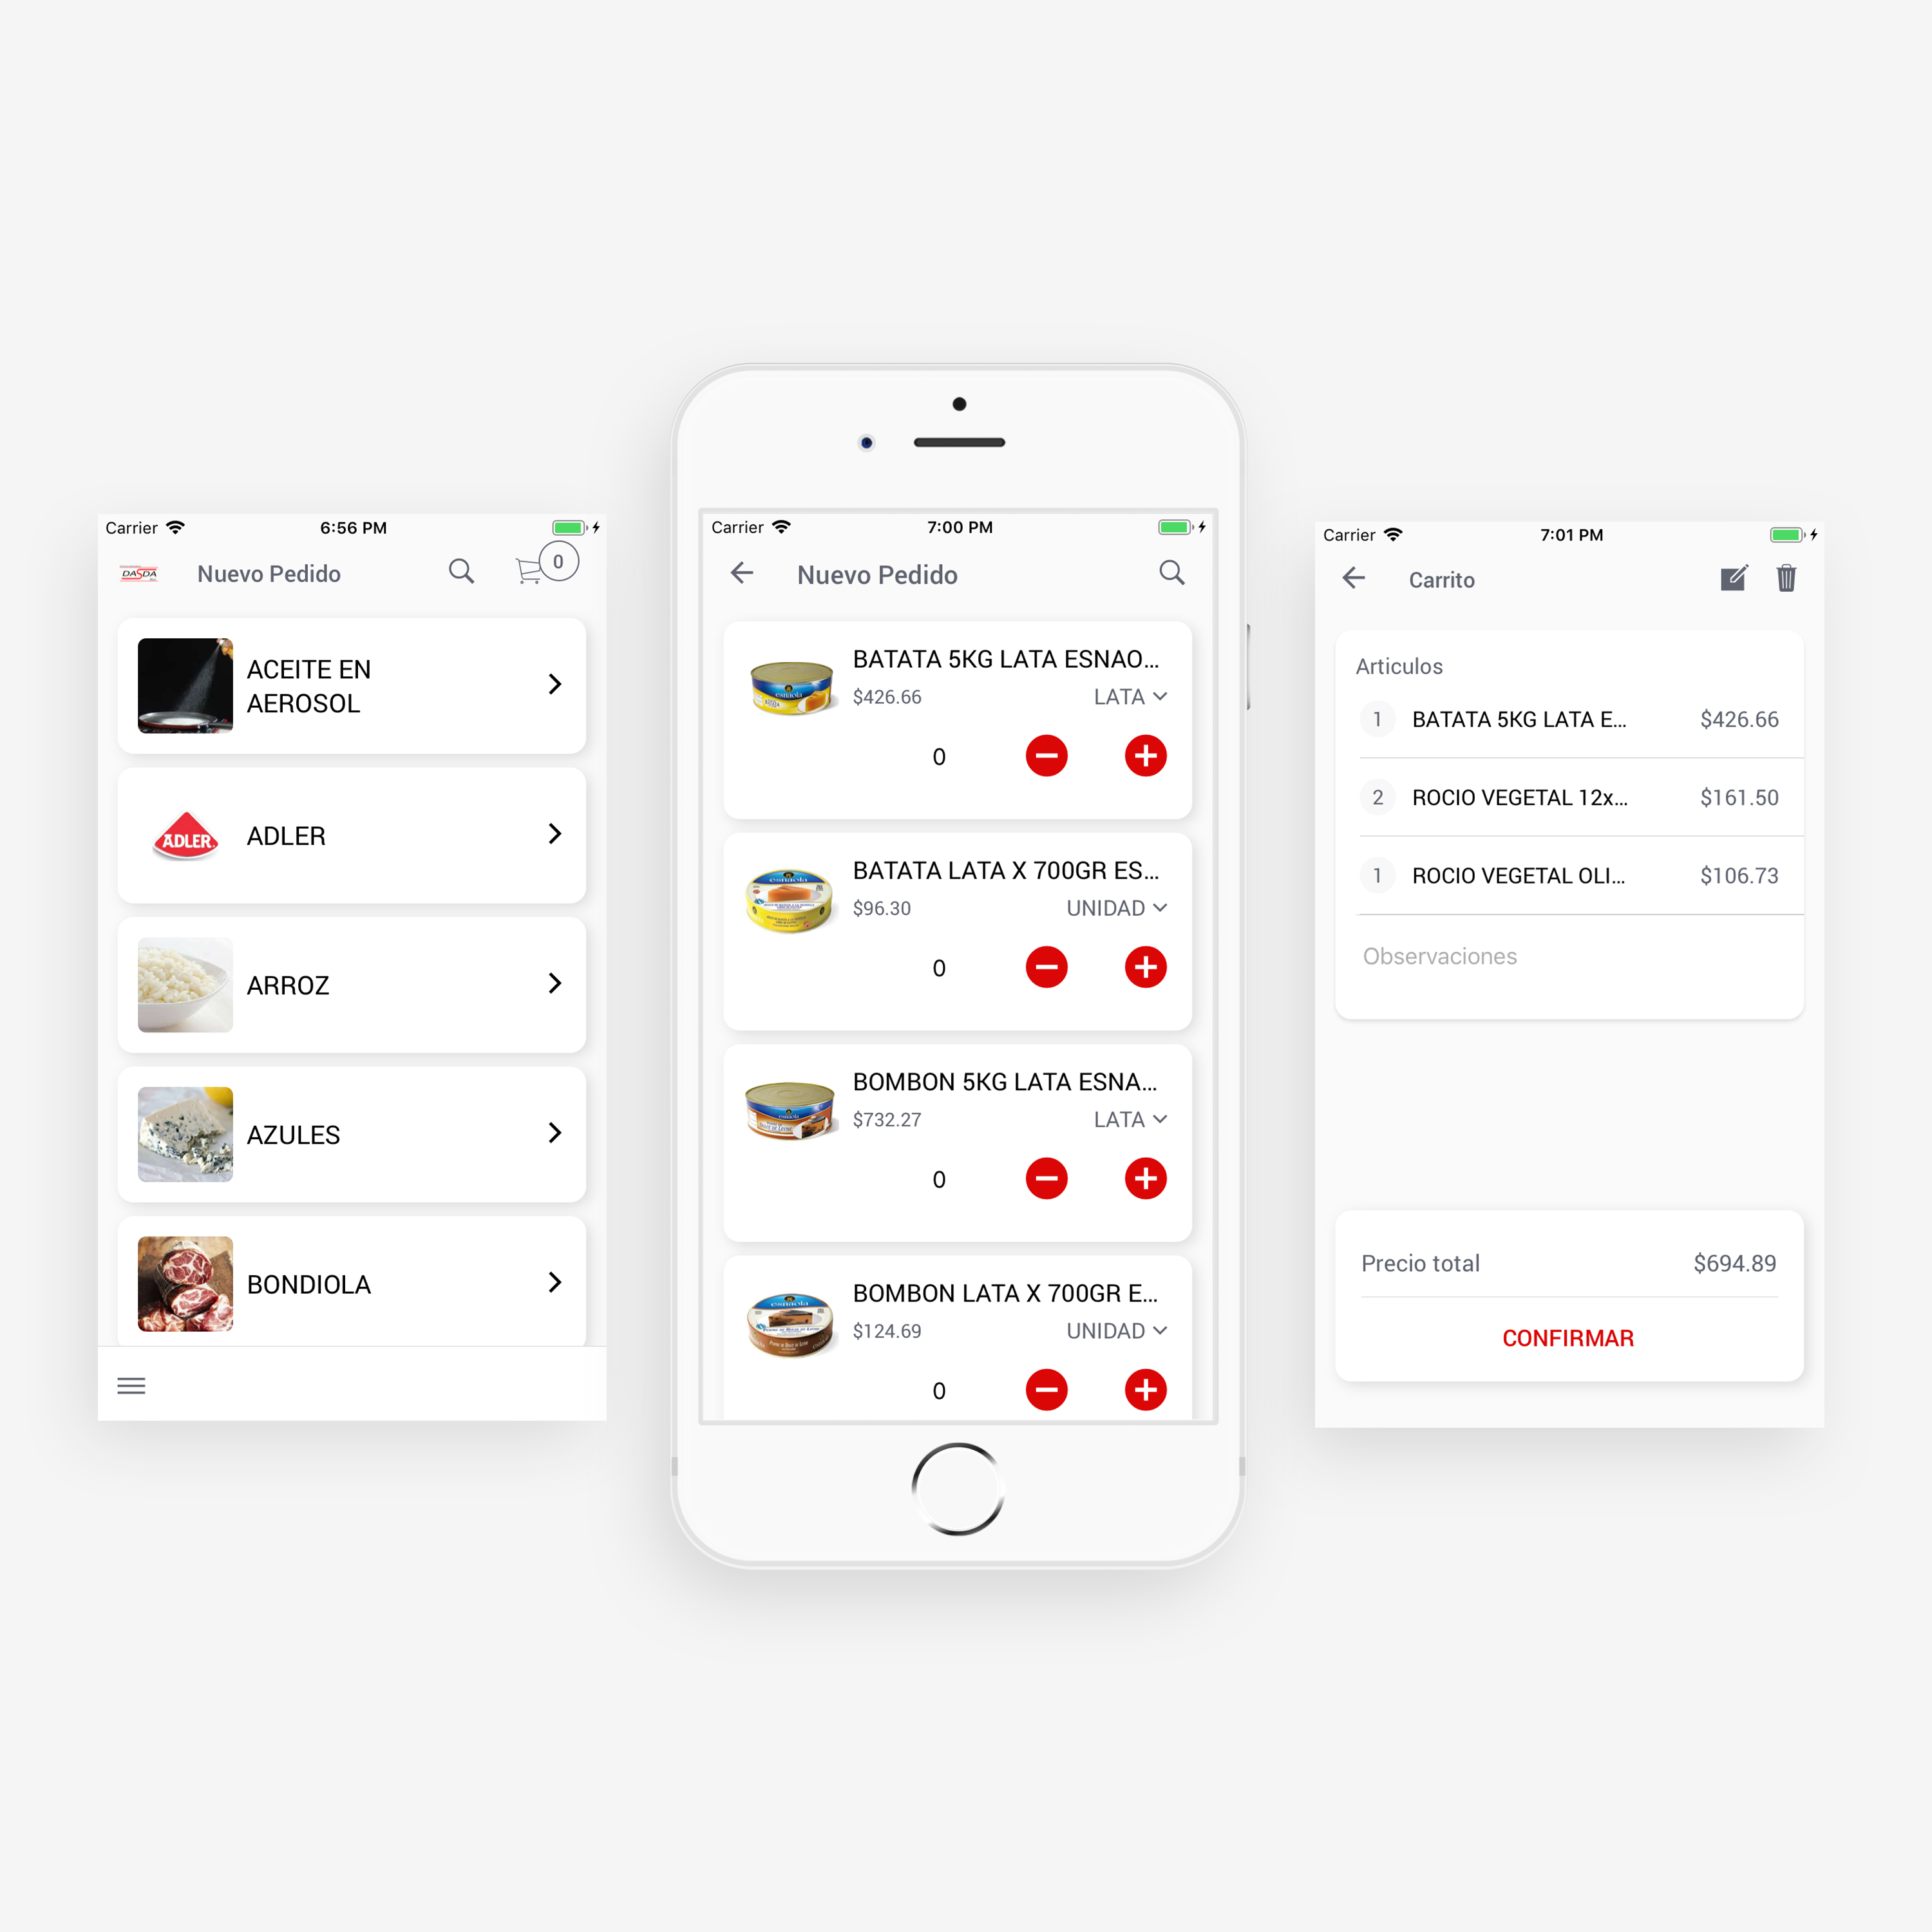 Carrier
6:56 PM
DASDA
Nuevo Pedido
0
ACEITE EN
AEROSOL
ADLER
ADLER
ARROZ
AZULES
BONDIOLA
Carrier
7:00 PM
Nuevo Pedido
esnaola
BATATA 5KG LATA ESNAO...
$426.66
LATA
0
esnaola
BATATA LATA X 700GR ES...
$96.30
UNIDAD
0
esnaola
BOMBON 5KG LATA ESNA...
$732.27
LATA
0
esnaola
BOMBON LATA X 700GR E...
$124.69
UNIDAD
0
Carrier
7:01 PM
Carrito
Articulos
1 BATATA 5KG LATA E... $426.66
2 ROCIO VEGETAL 12x... $161.50
1 ROCIO VEGETAL OLI... $106.73
Observaciones
Precio total $694.89
CONFIRMAR